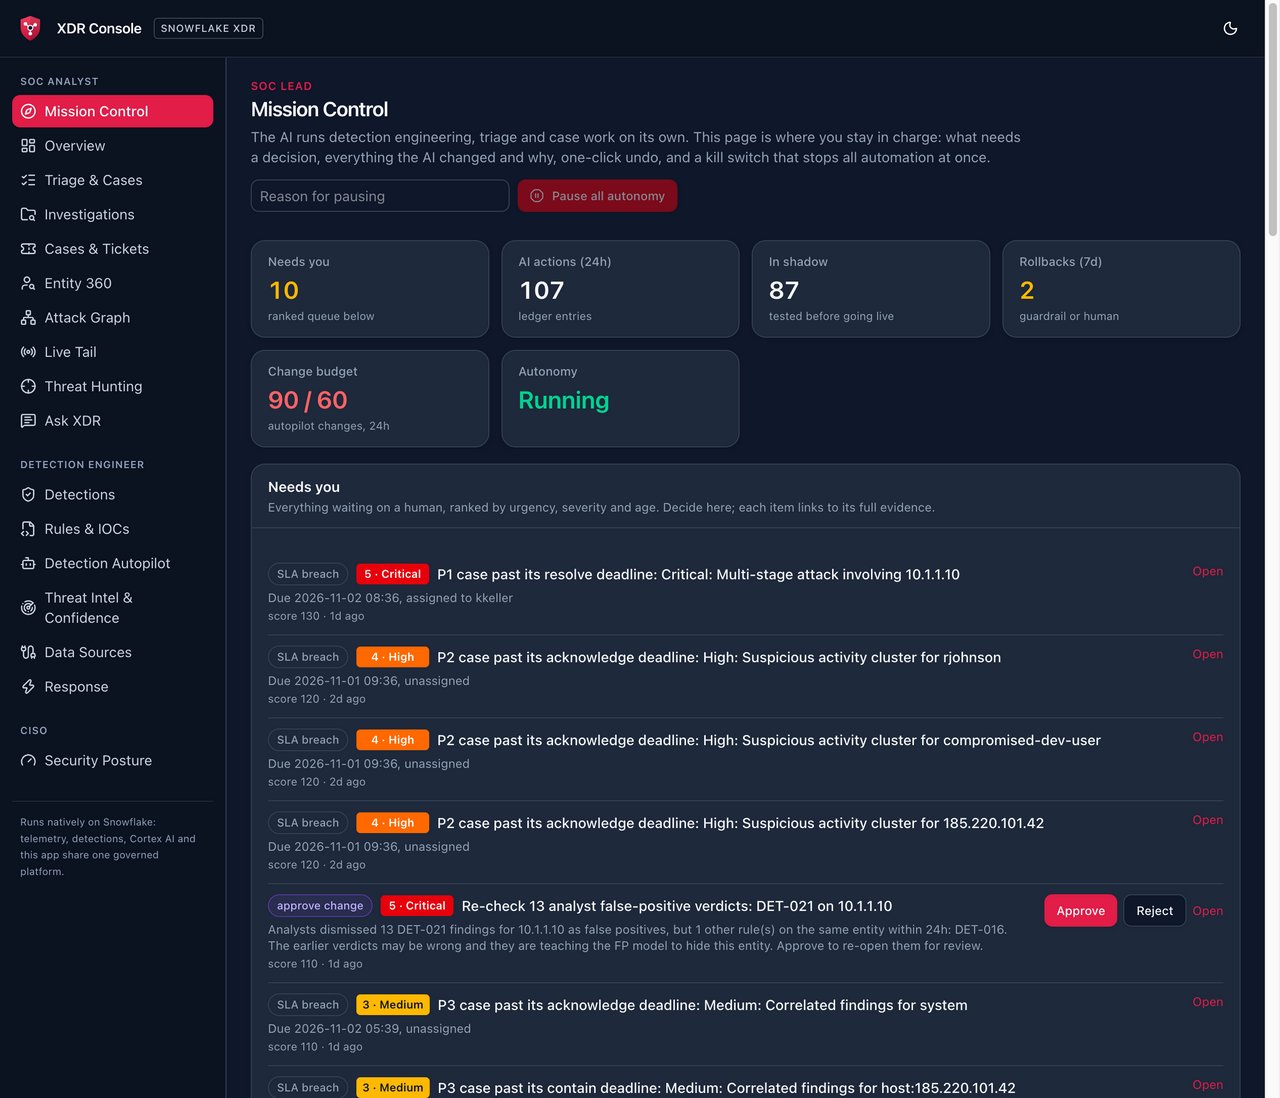 XDR Console
SNOWFLAKE XDR
SOC ANALYST
Mission Control
Overview
Triage & Cases
Investigations
Cases & Tickets
Entity 360
Attack Graph
Live Tail
Threat Hunting
Ask XDR
DETECTION ENGINEER
Detections
Rules & IOCs
Detection Autopilot
Threat Intel &
Confidence
Data Sources
Response
CISO
Security Posture
Runs natively on Snowflake:
telemetry, detections, Cortex AI and
this app share one governed
platform.
SOC LEAD
Mission Control
The AI runs detection engineering, triage and case work on its own. This page is where you stay in charge: what needs
a decision, everything the AI changed and why, one-click undo, and a kill switch that stops all automation at once.
Reason for pausing
Pause all autonomy
Needs you
10
ranked queue below
AI actions (24h)
107
ledger entries
In shadow
87
tested before going live
Rollbacks (7d)
2
guardrail or human
Change budget
90 / 60
autopilot changes, 24h
Autonomy
Running
Needs you
Everything waiting on a human, ranked by urgency, severity and age. Decide here; each item links to its full evidence.
SLA breach 5 · Critical P1 case past its resolve deadline: Critical: Multi-stage attack involving 10.1.1.10 Open
Due 2026-11-02 08:36, assigned to kkeller
score 130 · 1d ago
SLA breach 4 · High P2 case past its acknowledge deadline: High: Suspicious activity cluster for rjohnson Open
Due 2026-11-01 09:36, unassigned
score 120 · 2d ago
SLA breach 4 · High P2 case past its acknowledge deadline: High: Suspicious activity cluster for compromised-dev-user Open
Due 2026-11-01 09:36, unassigned
score 120 · 2d ago
SLA breach 4 · High P2 case past its acknowledge deadline: High: Suspicious activity cluster for 185.220.101.42 Open
Due 2026-11-01 09:36, unassigned
score 120 · 2d ago
approve change 5 · Critical Re-check 13 analyst false-positive verdicts: DET-021 on 10.1.1.10 Approve Reject Open
Analysts dismissed 13 DET-021 findings for 10.1.1.10 as false positives, but 1 other rule(s) on the same entity within 24h: DET-016.
The earlier verdicts may be wrong and they are teaching the FP model to hide this entity. Approve to re-open them for review.
score 110 · 1d ago
SLA breach 3 · Medium P3 case past its acknowledge deadline: Medium: Correlated findings for system Open
Due 2026-11-02 05:39, unassigned
score 110 · 1d ago
SLA breach 3 · Medium P3 case past its contain deadline: Medium: Correlated findings for host:185.220.101.42 Open